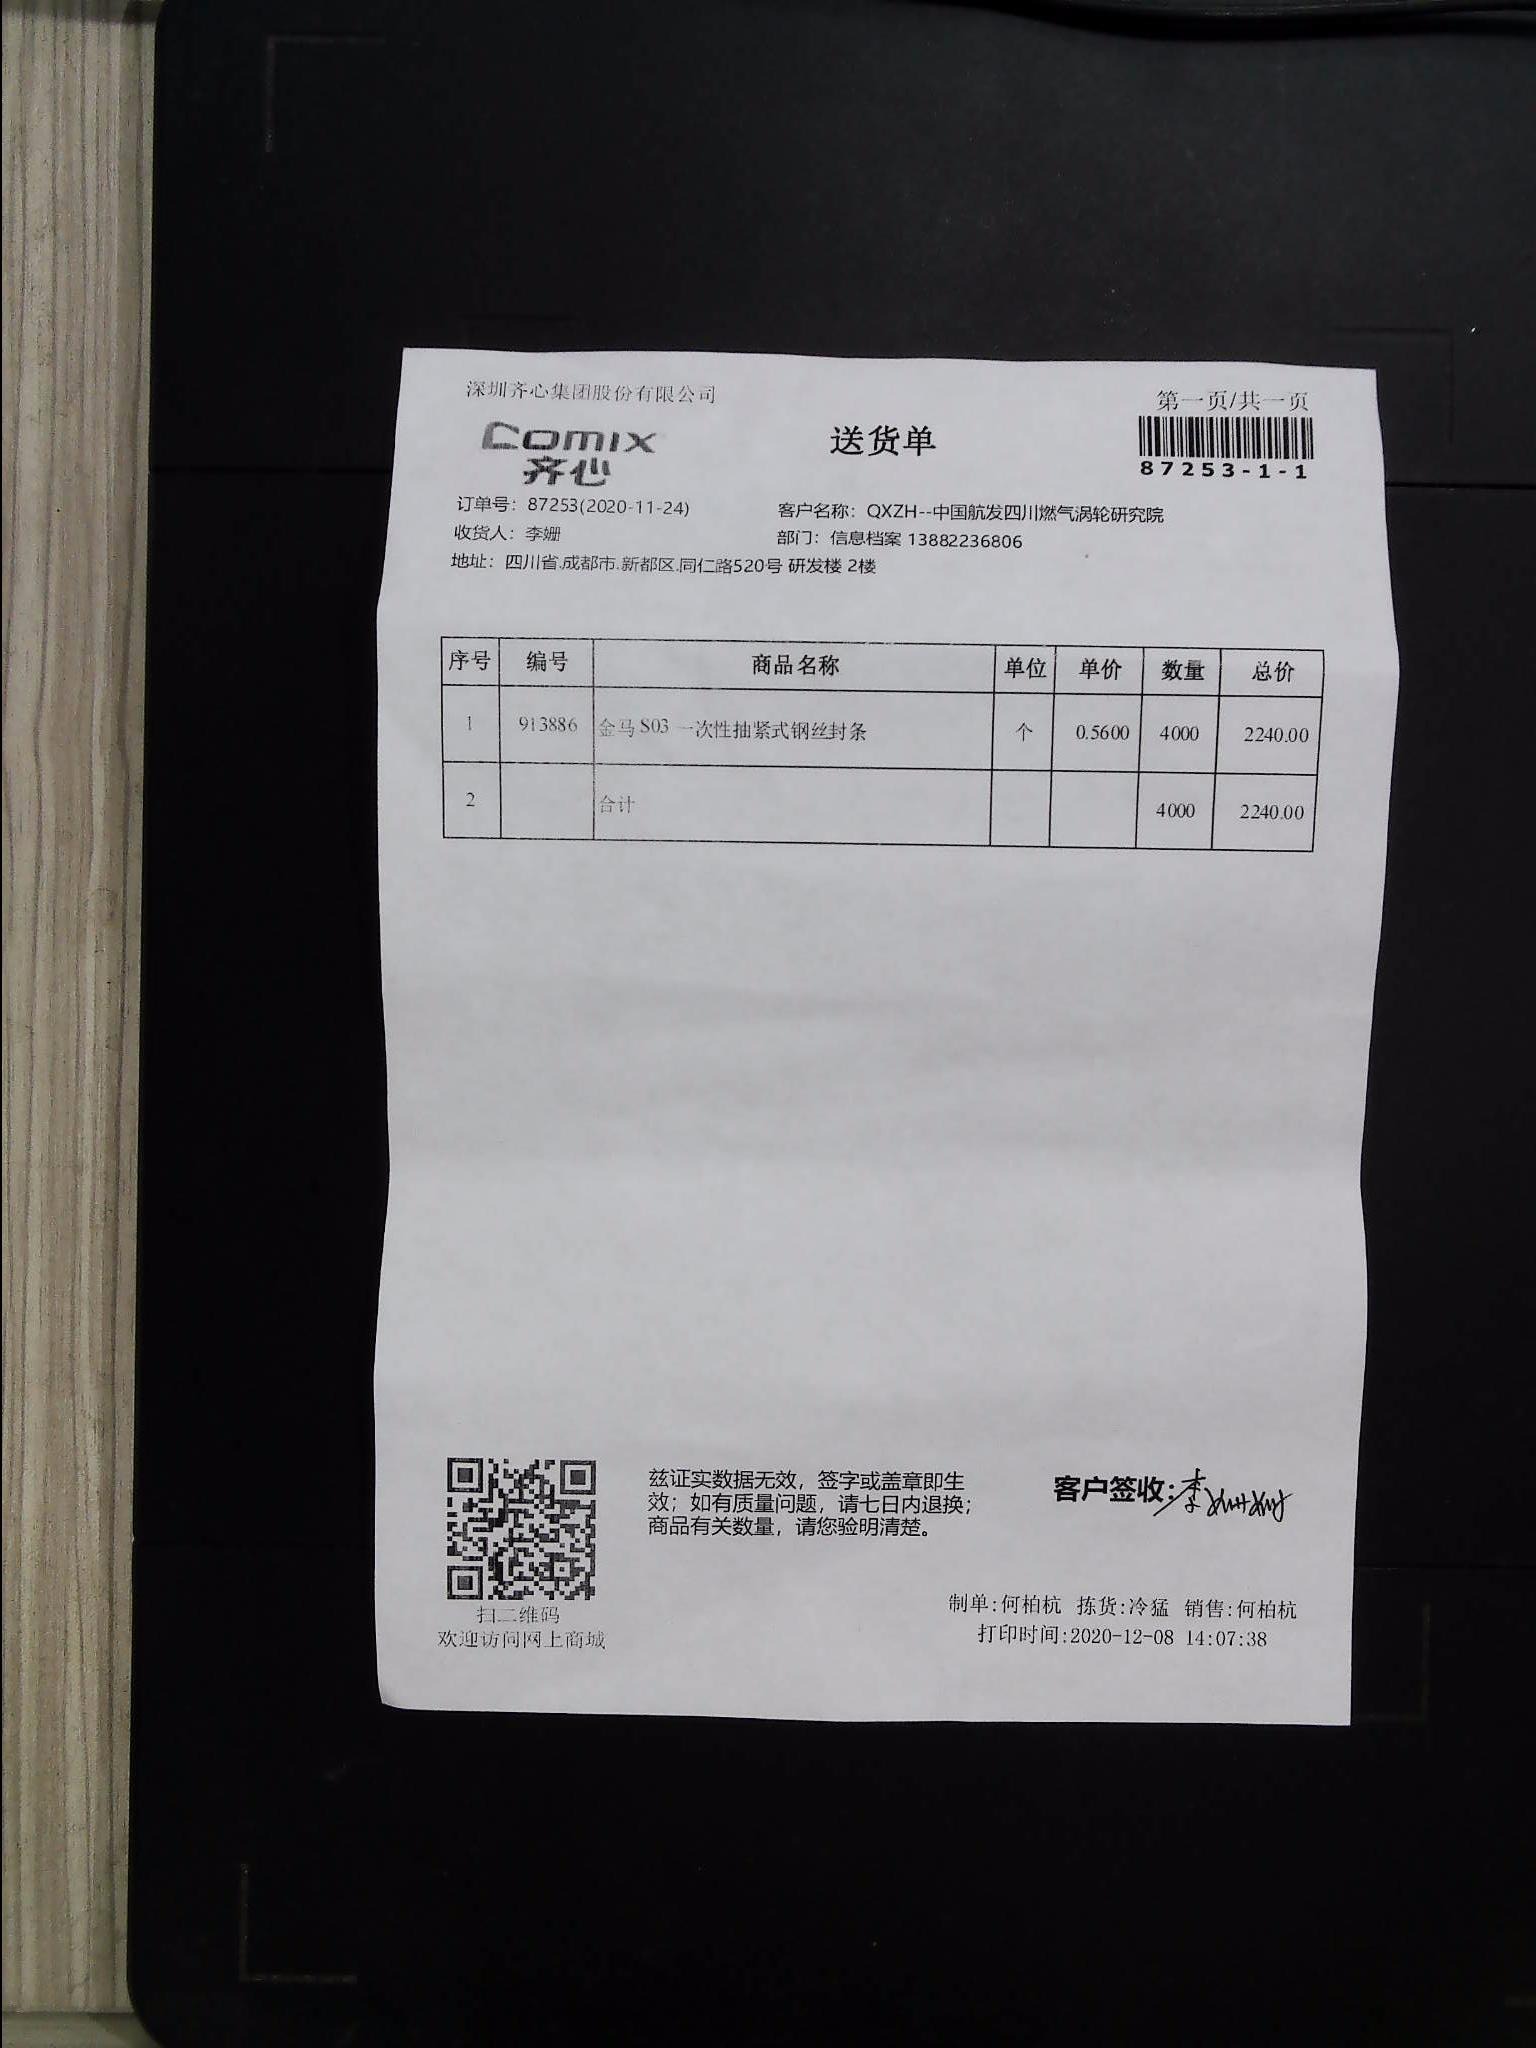 深圳齐心集团股份有限公司
第一页/共一页
comix
齐心
送货单
87253-1-1
订单号：87253(2020-11-24)
客户名称：QXZH--中国航发四川燃气涡轮研究院
收货人：李姗
部门：信息档案 13882236806
地址：四川省.成都市.新都区.同仁路520号 研发楼 2楼
序号 编号 商品名称 单位 单价 数量 总价
1 913886 金马 S03 一次性抽紧式钢丝封条 个 0.5600 4000 2240.00
2 合计 4000 2240.00
兹证实数据无效，签字或盖章即生
效；如有质量问题，请七日内退换；
商品有关数量，请您验明清楚。
客户签收：李姗姗
扫二维码
欢迎访问网上商城
制单:何柏杭 拣货:冷猛 销售:何柏杭
打印时间:2020-12-08 14:07:38